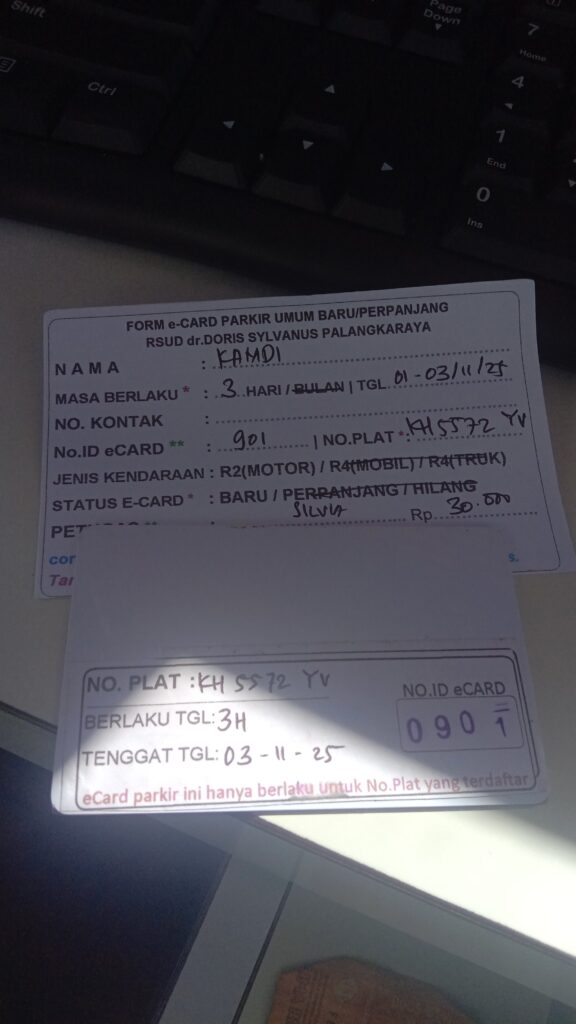 Shift
Ctrl
Page
Down
7
Home
4
1
End
0
Ins
FORM e-CARD PARKIR UMUM BARU/PERPANJANG
RSUD dr.DORIS SYLVANUS PALANGKARAYA
NAMA : KAMDI
MASA BERLAKU * : 3 HARI / BULAN | TGL. 01 - 03/11/25
NO. KONTAK :
No.ID eCARD ** : 901 | NO.PLAT *: KH 5572 YV
JENIS KENDARAAN : R2(MOTOR) / R4(MOBIL) / R4(TRUK)
STATUS E-CARD * : BARU / PERPANJANG / HILANG
SILVIA Rp. 30.000
NO. PLAT : KH 5572 YV
NO.ID eCARD
BERLAKU TGL: 3H
0901
TENGGAT TGL: 03 - 11 - 25
eCard parkir ini hanya berlaku untuk No.Plat yang terdaftar